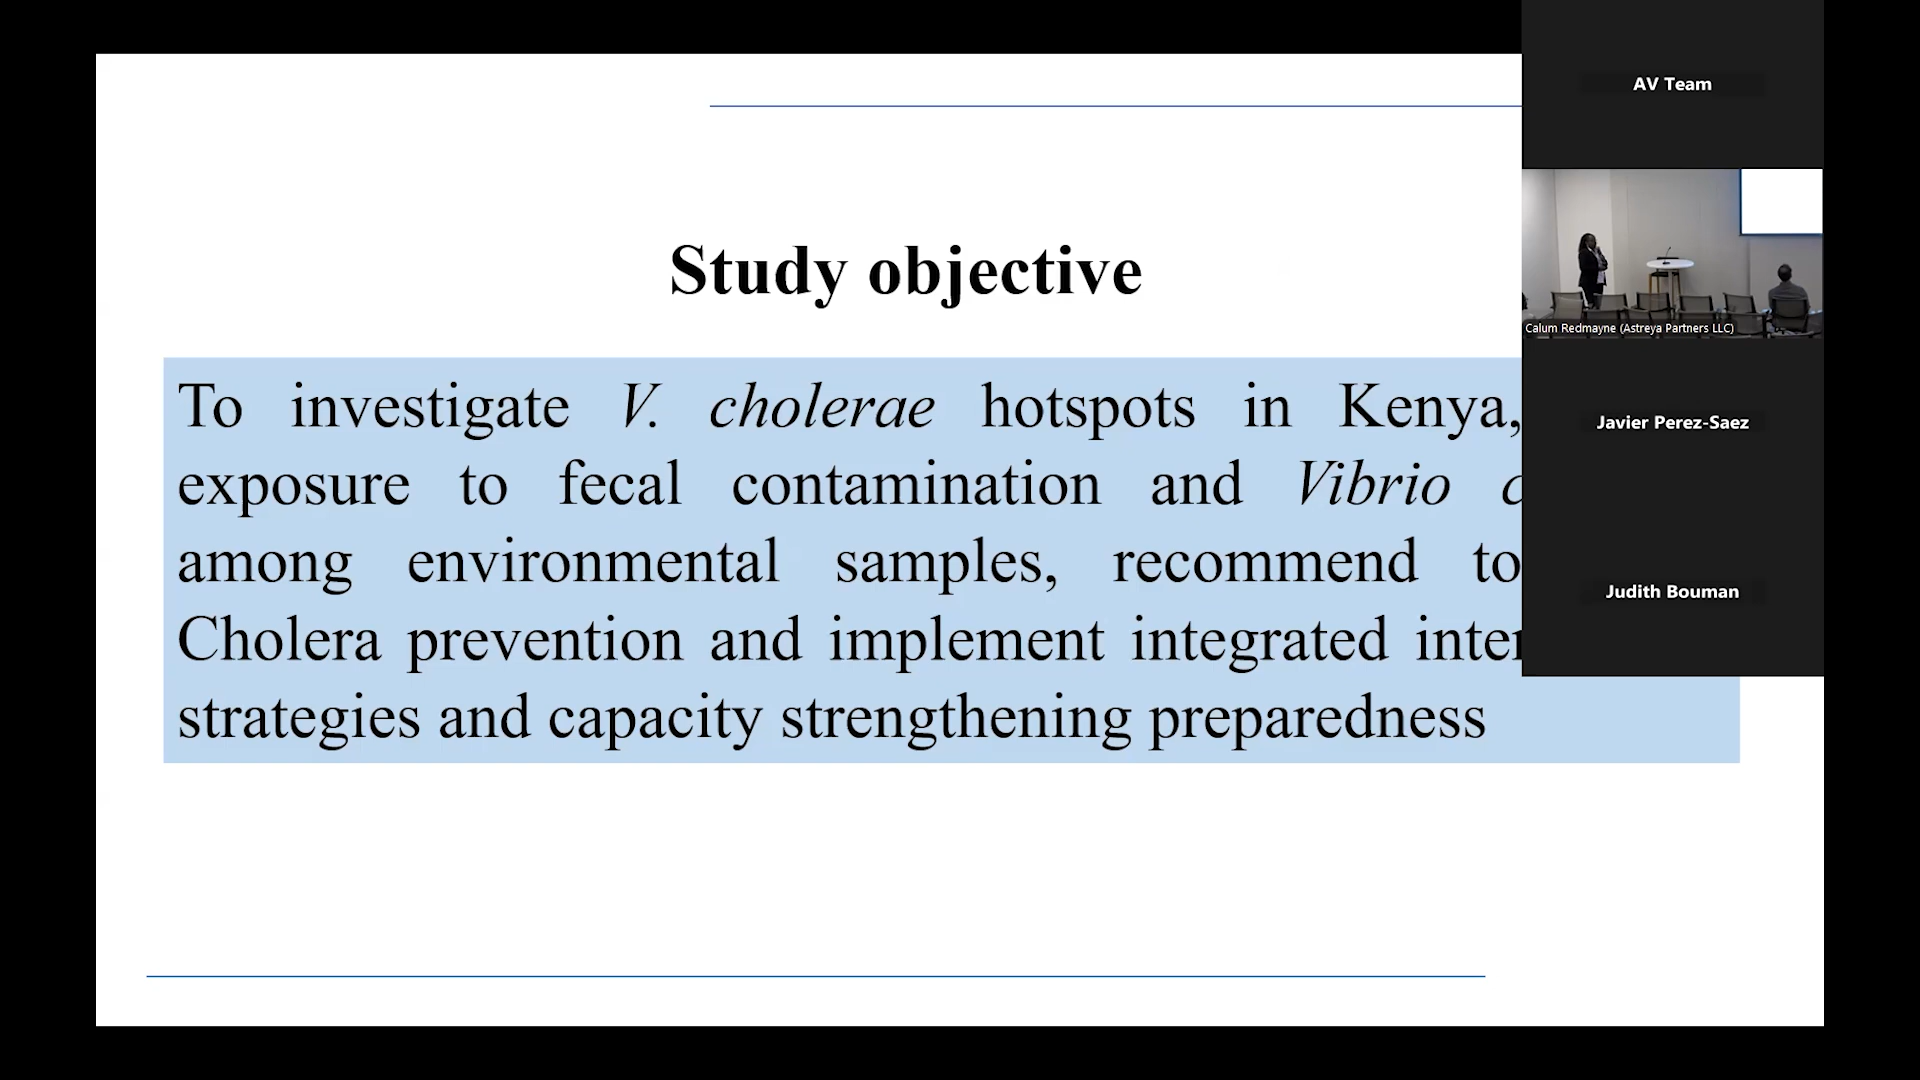 Study objective
To investigate V. cholerae hotspots in Kenya,
exposure to fecal contamination and Vibrio
among environmental samples, recommend
Cholera prevention and implement integrated
strategies and capacity strengthening preparedness
AV Team
Calum Redmayne (Astreya Partners LLC)
Javier Perez-Saez
Judith Bouman